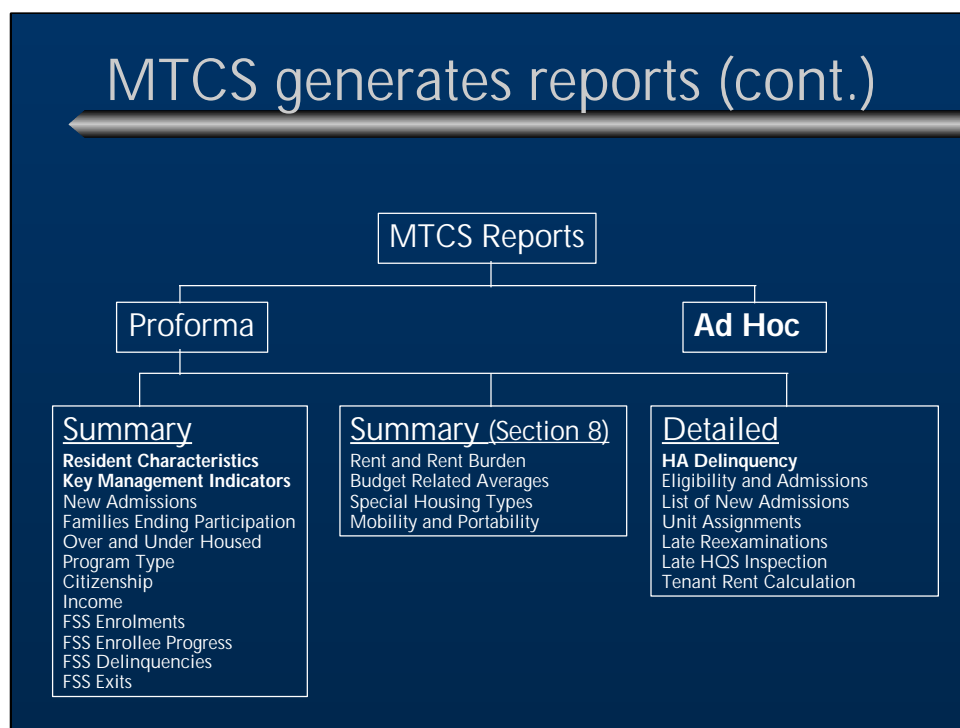 MTCS generates reports (cont.)
MTCS Reports
Proforma
Ad Hoc
Summary
Resident Characteristics
Key Management Indicators
New Admissions
Families Ending Participation
Over and Under Housed
Program Type
Citizenship
Income
FSS Enrolments
FSS Enrollee Progress
FSS Delinquencies
FSS Exits
Summary (Section 8)
Rent and Rent Burden
Budget Related Averages
Special Housing Types
Mobility and Portability
Detailed
HA Delinquency
Eligibility and Admissions
List of New Admissions
Unit Assignments
Late Reexaminations
Late HQS Inspection
Tenant Rent Calculation